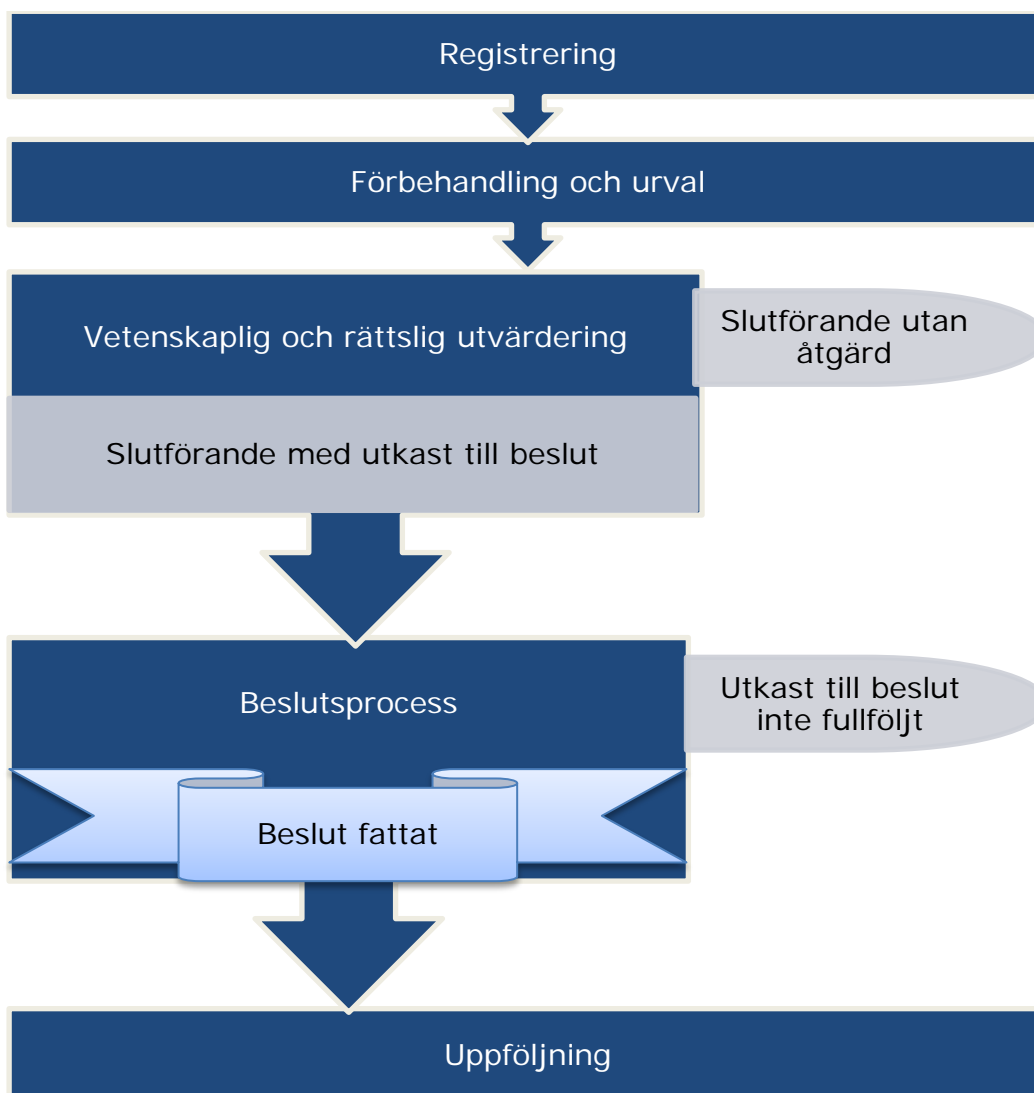 Registrering
Förbehandling och urval
Vetenskaplig och rättslig utvärdering
Slutförande utan
åtgärd
Slutförande med utkast till beslut
Beslutsprocess
Utkast till beslut
inte fullföljt
Beslut fattat
Uppföljning